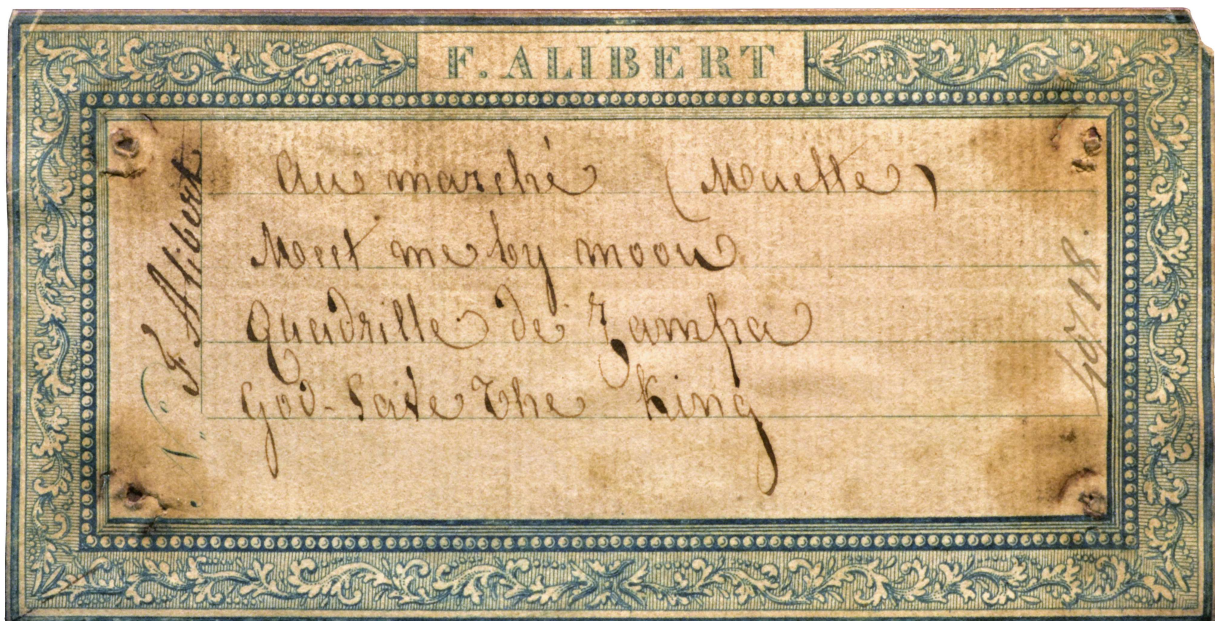 F. ALIBERT
Au marché (Muette)
Meet me by moon
Quadrille de Zampa
God-Save The King
F Alibert